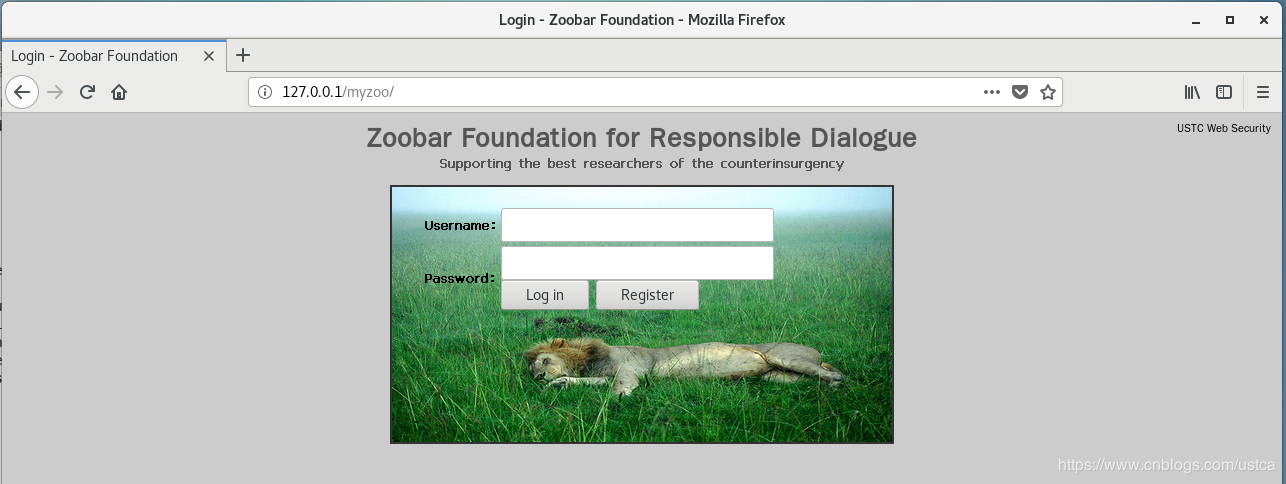 Login - Zoobar Foundation - Mozilla Firefox
Login - Zoobar Foundation
127.0.0.1/myzoo/
USTC Web Security
Zoobar Foundation for Responsible Dialogue
Supporting the best researchers of the counterinsurgency
Username:
Password:
Log in Register
https://www.cnblogs.com/ustca